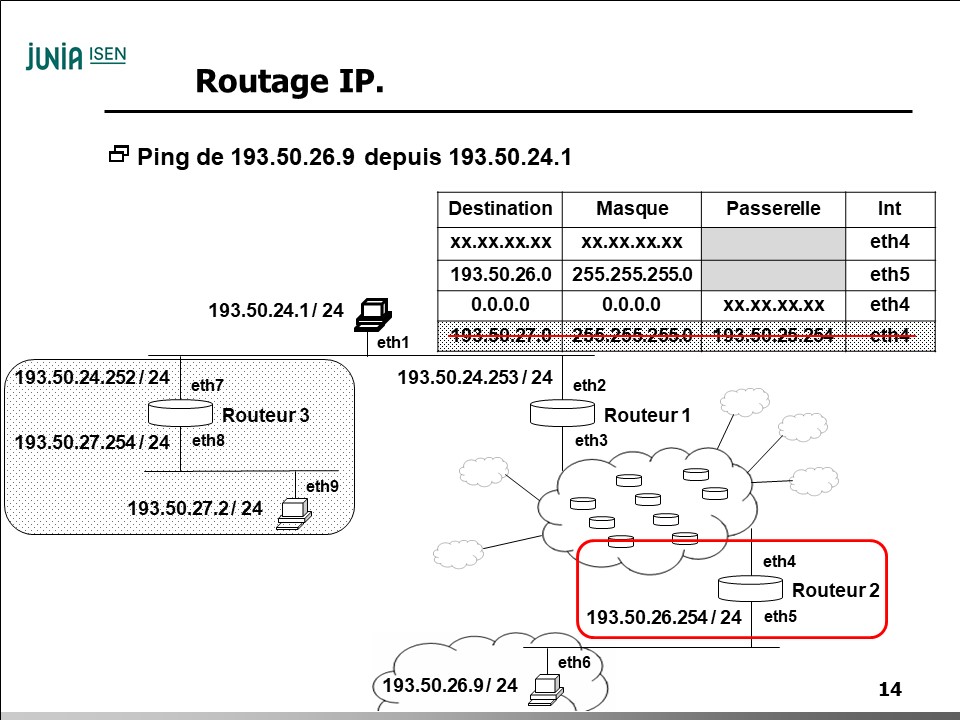 JUNIA ISEN
Routage IP.
Ping de 193.50.26.9 depuis 193.50.24.1
Destination Masque Passerelle Int
xx.xx.xx.xx xx.xx.xx.xx eth4
193.50.26.0 255.255.255.0 eth5
0.0.0.0 0.0.0.0 xx.xx.xx.xx eth4
193.50.27.0 255.255.255.0 193.50.25.254 eth4
193.50.24.1 / 24
eth1
193.50.24.252 / 24
eth7
Routeur 3
193.50.27.254 / 24
eth8
eth9
193.50.27.2 / 24
193.50.24.253 / 24
eth2
Routeur 1
eth3
eth4
Routeur 2
193.50.26.254 / 24
eth5
eth6
193.50.26.9 / 24
14